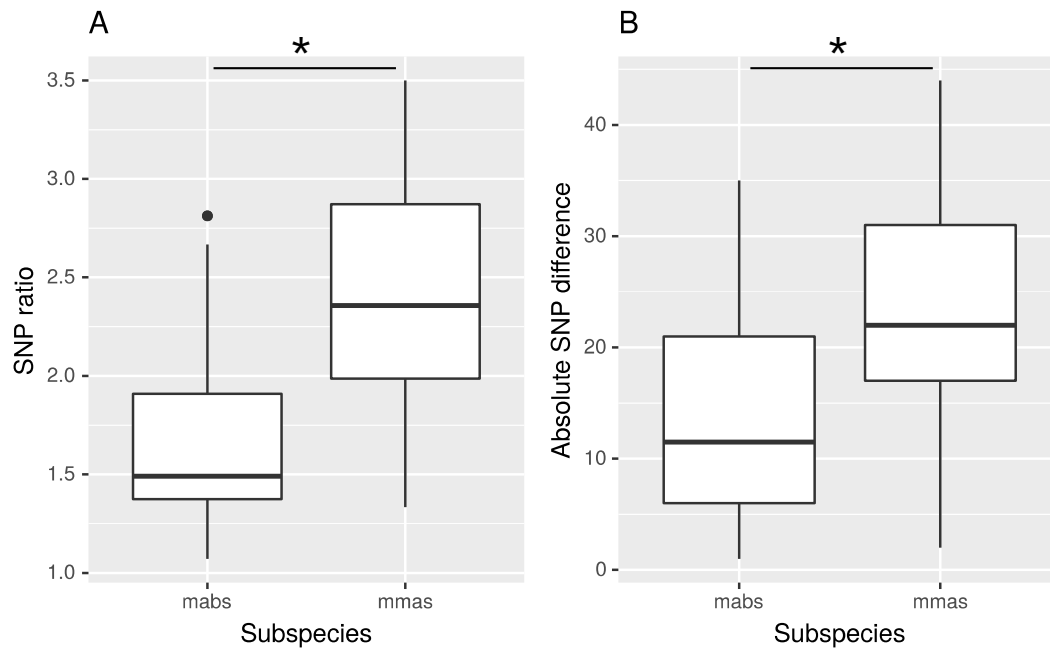 A
*
3.5
3.0
2.5
2.0
1.5
1.0
SNP ratio
mabs mmas
Subspecies
B
*
40
30
20
10
0
Absolute SNP difference
mabs mmas
Subspecies